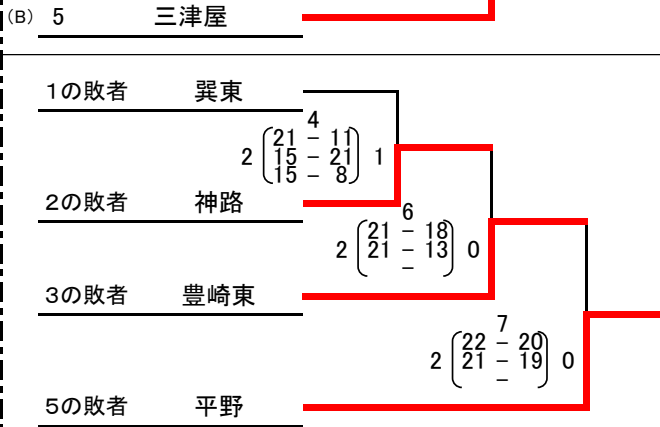 (B) 5 三津屋
1の敗者 巽東
4
2 21 - 11 1
15 - 21
15 - 8
2の敗者 神路
6
2 21 - 18 0
21 - 13
-
3の敗者 豊崎東
7
2 22 - 20 0
21 - 19
-
5の敗者 平野